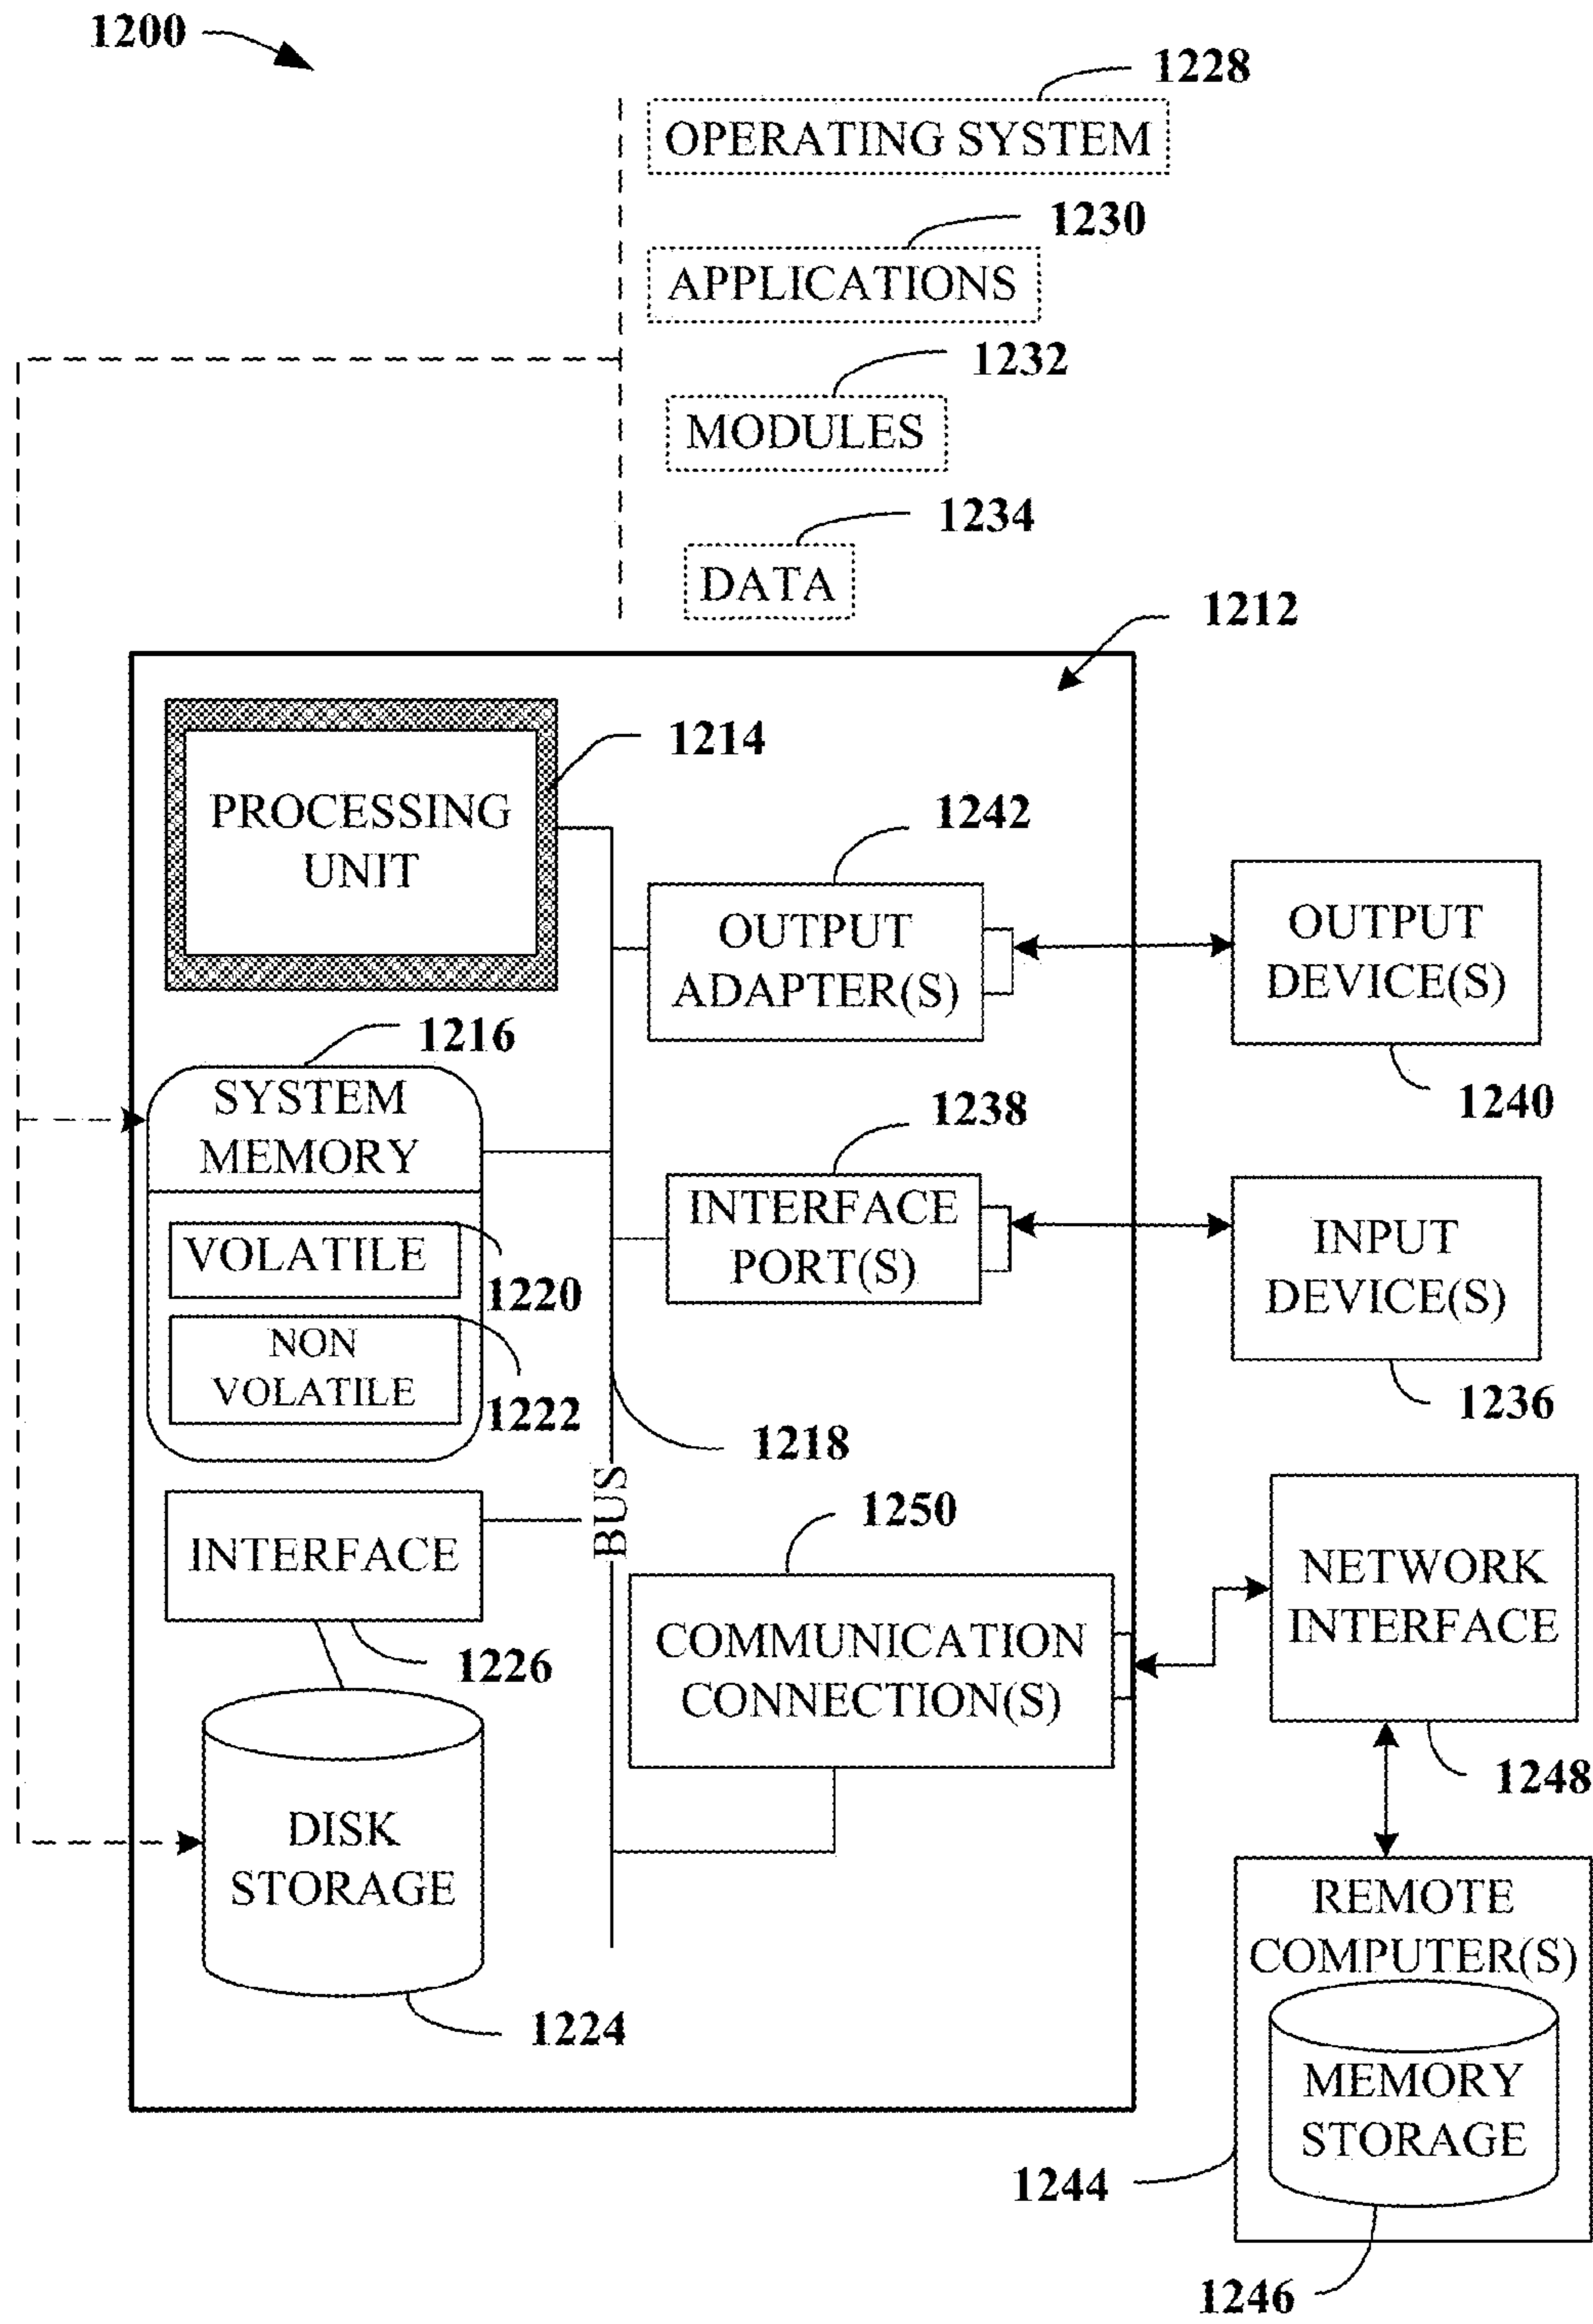 1200
1228
OPERATING SYSTEM
1230
APPLICATIONS
1232
MODULES
1234
DATA
1212
PROCESSING
UNIT
1214
1242
OUTPUT
ADAPTER(S)
OUTPUT
DEVICE(S)
1240
1216
SYSTEM
MEMORY
VOLATILE
1220
NON
VOLATILE
1222
1238
INTERFACE
PORT(S)
INPUT
DEVICE(S)
1236
1218
BUS
INTERFACE
1226
1250
COMMUNICATION
CONNECTION(S)
NETWORK
INTERFACE
1248
DISK
STORAGE
1224
REMOTE
COMPUTER(S)
MEMORY
STORAGE
1244
1246